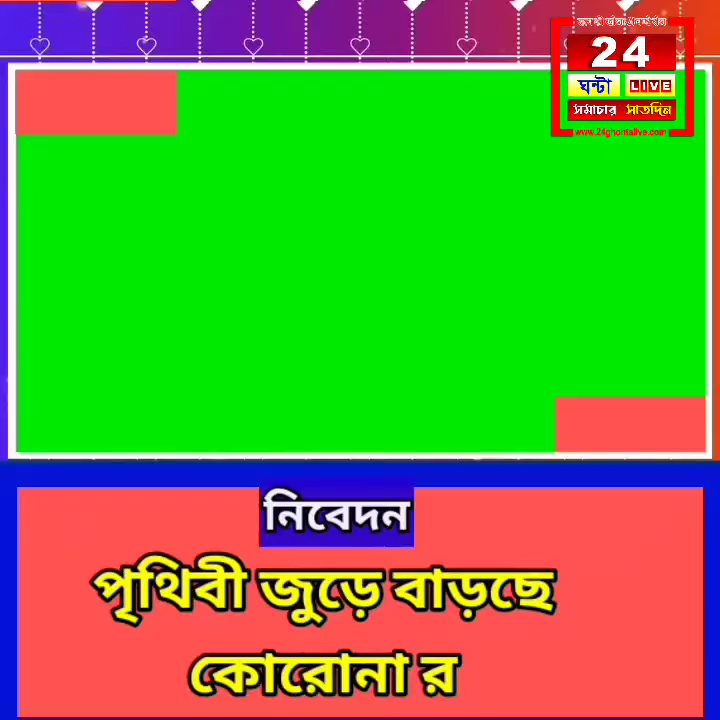 24
ঘন্টা LIVE
সমাচার সাতদিন
www.24ghontalive.com
নিবেদন
পৃথিবী জুড়ে বাড়ছে
কোরোনা র